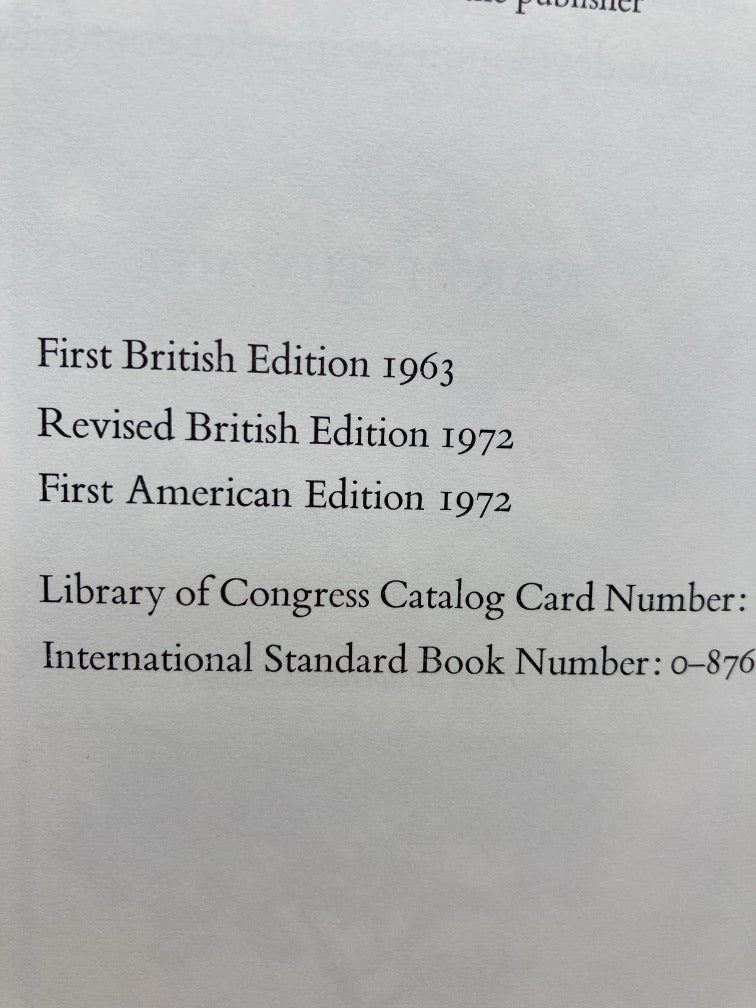 publisher
First British Edition 1963
Revised British Edition 1972
First American Edition 1972
Library of Congress Catalog Card Number:
International Standard Book Number: 0–876